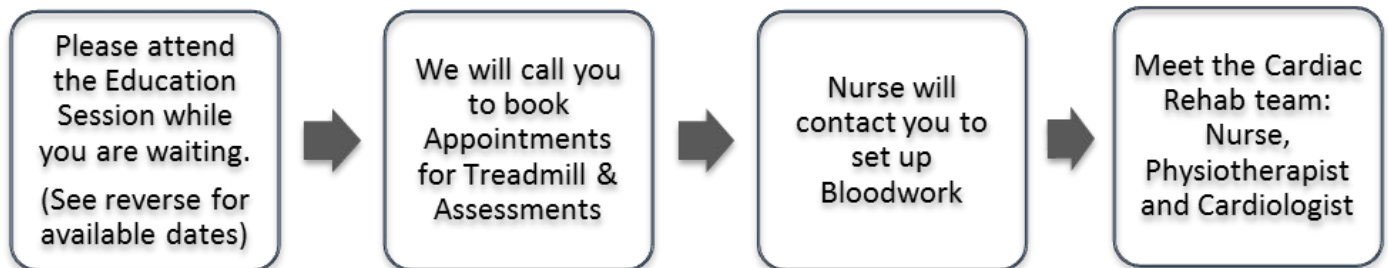 Please attend
the Education
Session while
you are waiting.
(See reverse for
available dates)
We will call you
to book
Appointments
for Treadmill &
Assessments
Nurse will
contact you to
set up
Bloodwork
Meet the Cardiac
Rehab team:
Nurse,
Physiotherapist
and Cardiologist